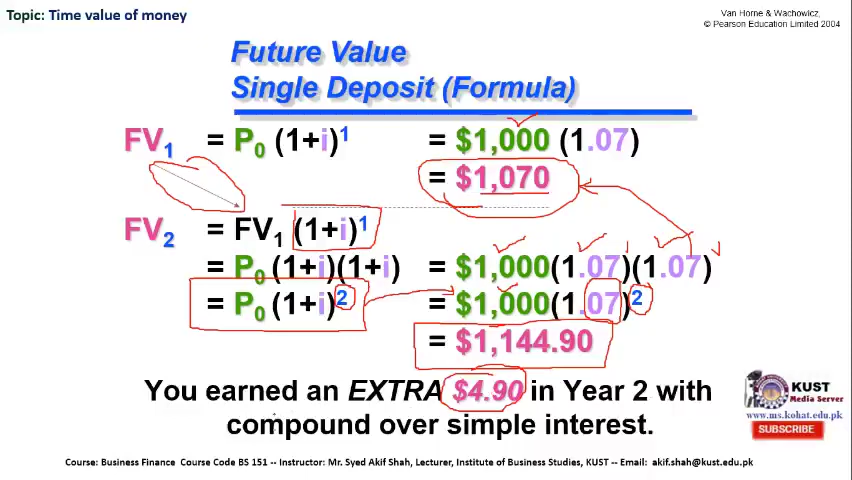 Topic: Time value of money
Van Horne & Wachowicz,
© Pearson Education Limited 2004
Future Value
Single Deposit (Formula)
FV1 = P0 (1+i)1 = $1,000 (1.07)
= $1,070
FV2 = FV1 (1+i)1
= P0 (1+i)(1+i) = $1,000(1.07)(1.07)
= P0 (1+i)2 = $1,000(1.07)2
= $1,144.90
You earned an EXTRA $4.90 in Year 2 with
compound over simple interest.
KUST
Media Server
www.ms.kohat.edu.pk
SUBSCRIBE
Course: Business Finance Course Code BS 151 -- Instructor: Mr. Syed Akif Shah, Lecturer, Institute of Business Studies, KUST -- Email: akif.shah@kust.edu.pk